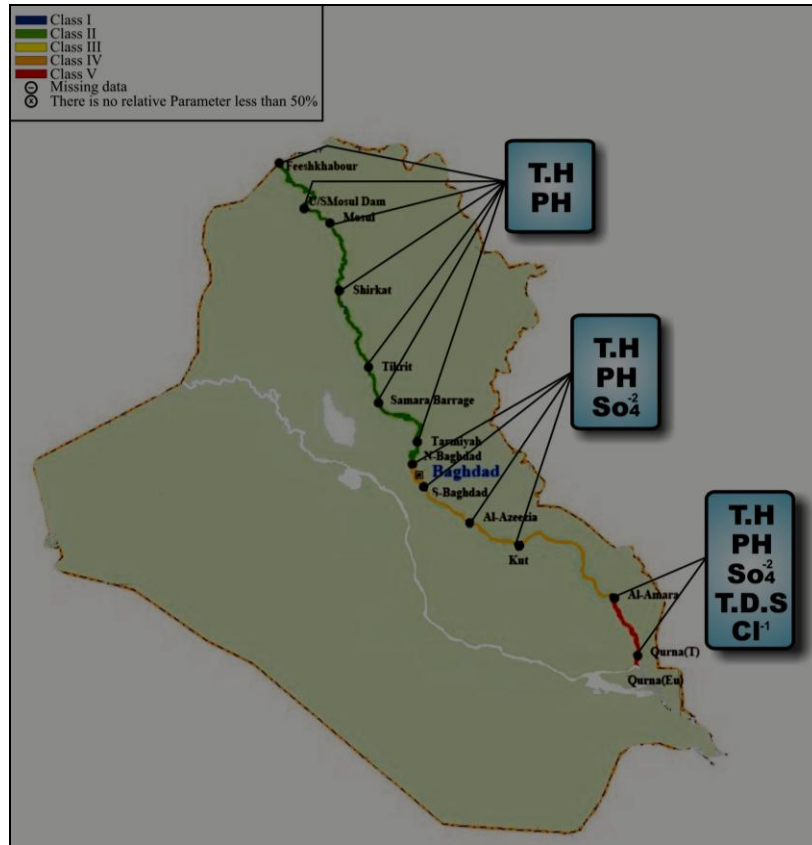 Class I
Class II
Class III
Class IV
Class V
Missing data
There is no relative Parameter less than 50%
Feeshkhabour
C/SMosul Dam
Mosul
Shirkat
Tikrit
Samara Barrage
Tarmiyah
N-Baghdad
Baghdad
S-Baghdad
Al-Azeezia
Kut
Al-Amara
Qurna(T)
Qurna(Eu)
T.H
PH
T.H
PH
So₄⁻²
T.H
PH
So₄⁻²
T.D.S
Cl⁻¹